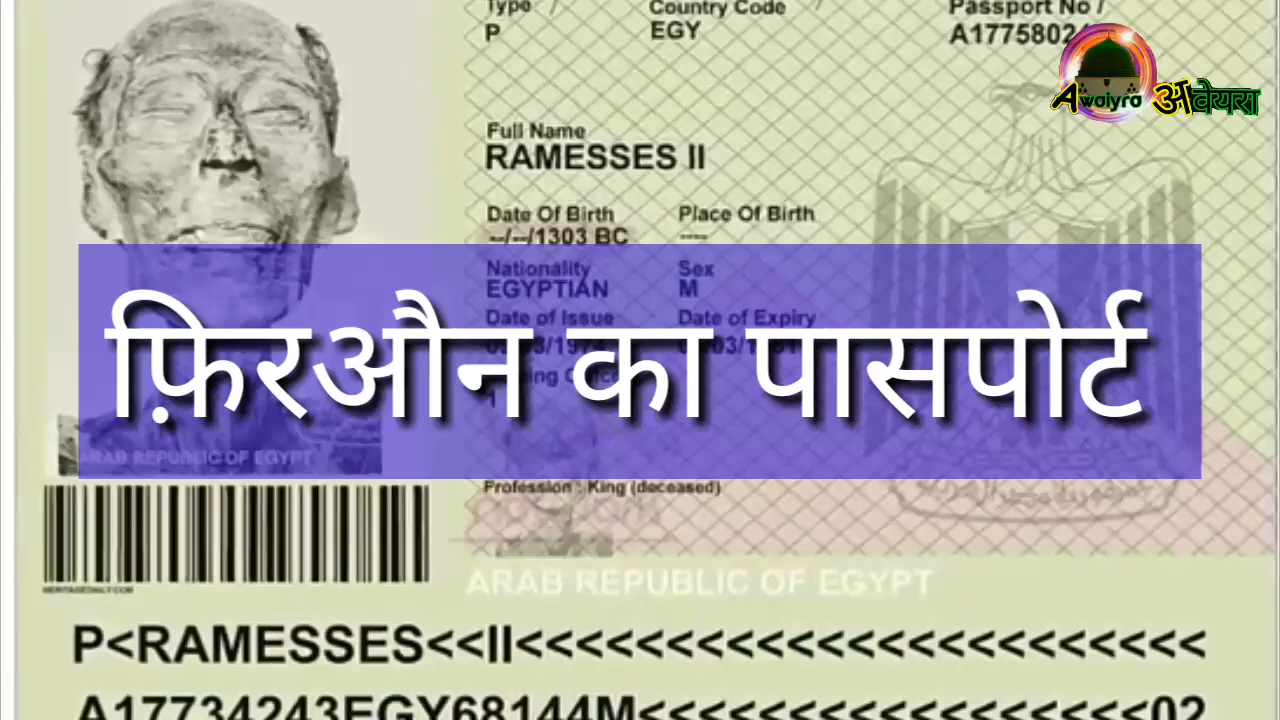 Type / Country Code / Passport No /
P EGY A1775802
Awaiyra अवेयरा
Full Name
RAMESSES II
Date Of Birth Place Of Birth
--/--/1303 BC ----
Nationality Sex
EGYPTIAN M
Date of Issue Date of Expiry
फ़िरऔन का पासपोर्ट
ARAB REPUBLIC OF EGYPT
Profession : King (deceased)
HERITAGEDAILY.COM
ARAB REPUBLIC OF EGYPT
P<RAMESSES<<II<<<<<<<<<<<<<<<<<<<<<<<<<<
A17734243EGY68144M<<<<<<<<<<<<<<<<<02